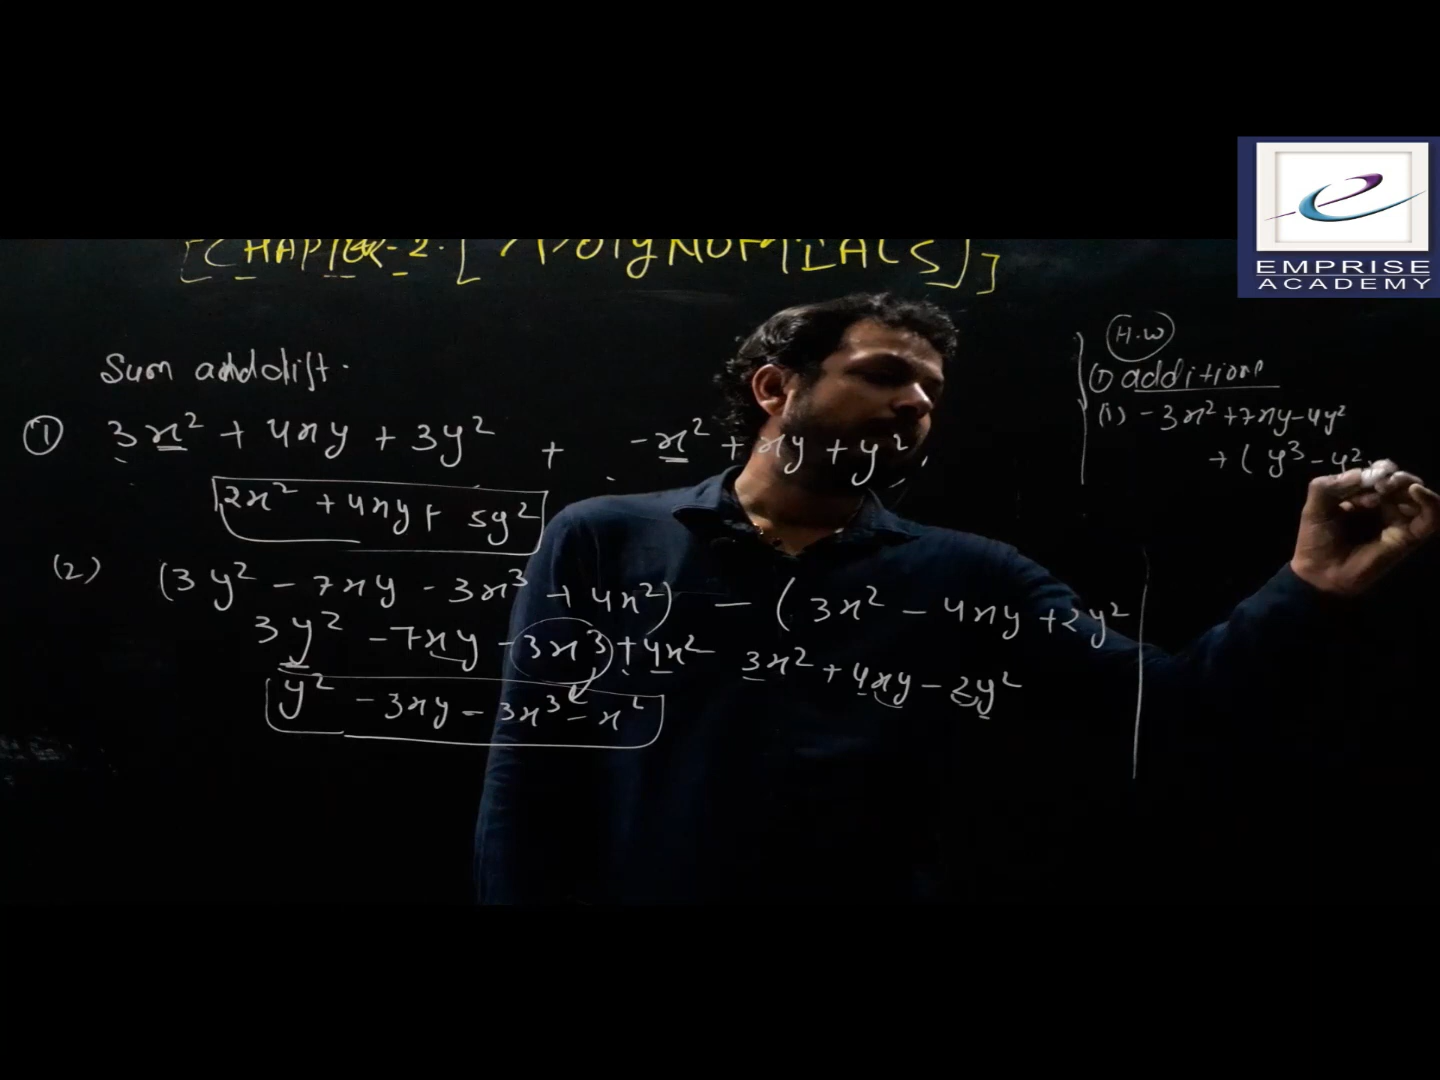 [CHAPTER-2. [POLYNOMIALS]]
EMPRISE
ACADEMY
Sum and dift.
① 3x² + 4xy + 3y² + -x² + xy + y²
2x² + 4xy + 5y²
(2) (3y² - 7xy - 3x³ + 4x²) - (3x² - 4xy + 2y²
3y² - 7xy - 3x³ + 4x² 3x² + 4xy - 2y²
y² - 3xy - 3x³ - x²
H.W
① addition
(i) -3x² + 7xy - 4y²
+ (y³ - y²